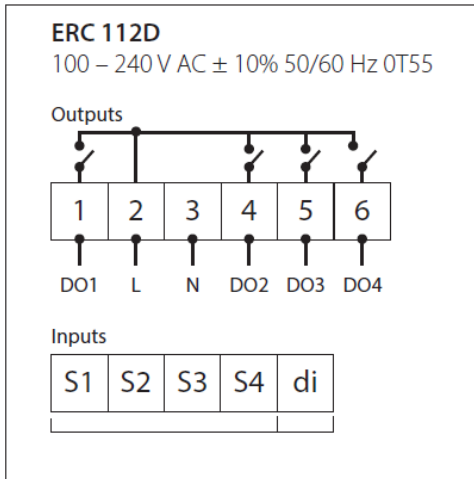 ERC 112D
100 – 240 V AC ± 10% 50/60 Hz 0T55
Outputs
1 2 3 4 5 6
DO1 L N DO2 DO3 DO4
Inputs
S1 S2 S3 S4 di